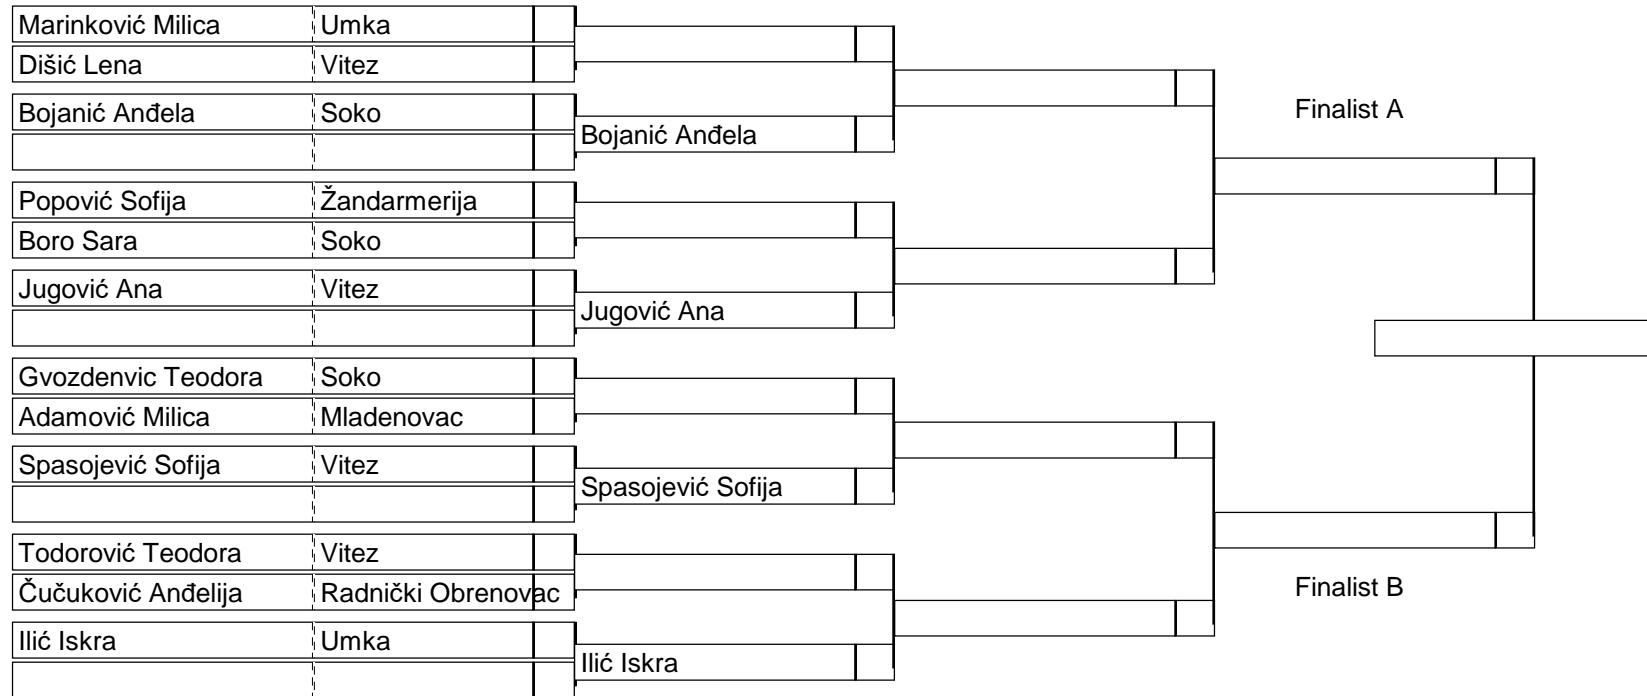 Marinković Milica Umka
Dišić Lena Vitez
Bojanić Anđela Soko
Bojanić Anđela
Finalist A
Popović Sofija Žandarmerija
Boro Sara Soko
Jugović Ana Vitez
Jugović Ana
Gvozdenvic Teodora Soko
Adamović Milica Mladenovac
Spasojević Sofija Vitez
Spasojević Sofija
Todorović Teodora Vitez
Čučuković Anđelija Radnički Obrenovac
Finalist B
Ilić Iskra Umka
Ilić Iskra